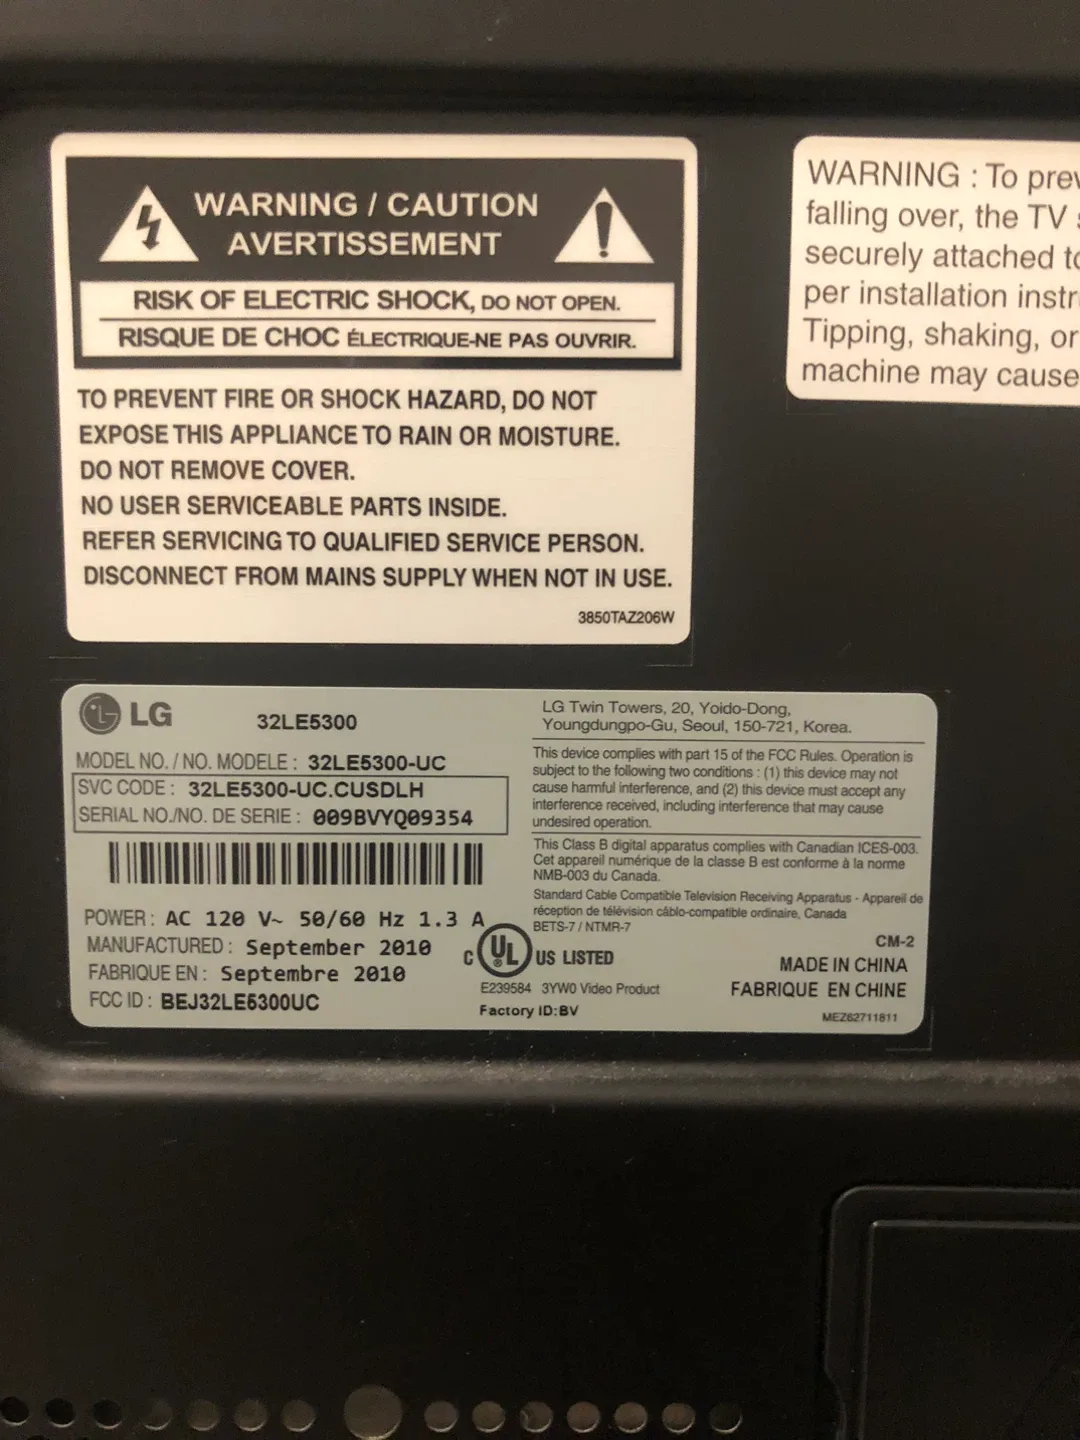 WARNING / CAUTION
AVERTISSEMENT
RISK OF ELECTRIC SHOCK, DO NOT OPEN.
RISQUE DE CHOC ÉLECTRIQUE-NE PAS OUVRIR.
TO PREVENT FIRE OR SHOCK HAZARD, DO NOT
EXPOSE THIS APPLIANCE TO RAIN OR MOISTURE.
DO NOT REMOVE COVER.
NO USER SERVICEABLE PARTS INSIDE.
REFER SERVICING TO QUALIFIED SERVICE PERSON.
DISCONNECT FROM MAINS SUPPLY WHEN NOT IN USE.
3850TAZ206W
WARNING : To
falling over, the TV
securely attached
per installation
Tipping, shaking, or
machine may cause
LG
32LE5300
MODEL NO. / NO. MODELE : 32LE5300-UC
SVC CODE : 32LE5300-UC.CUSDLH
SERIAL NO./NO. DE SERIE : 009BVYQ09354
POWER : AC 120 V~ 50/60 Hz 1.3 A
MANUFACTURED : September 2010
FABRIQUE EN : Septembre 2010
FCC ID : BEJ32LE5300UC
LG Twin Towers, 20, Yoido-Dong,
Youngdungpo-Gu, Seoul, 150-721, Korea.
This device complies with part 15 of the FCC Rules. Operation is
subject to the following two conditions : (1) this device may not
cause harmful interference, and (2) this device must accept any
interference received, including interference that may cause
undesired operation.
This Class B digital apparatus complies with Canadian ICES-003.
Cet appareil numérique de la classe B est conforme à la norme
NMB-003 du Canada.
Standard Cable Compatible Television Receiving Apparatus - Appareil de
réception de télévision câblo-compatible ordinaire, Canada
BETS-7 / NTMR-7
C UL US LISTED
E239584 3YW0 Video Product
Factory ID:BV
CM-2
MADE IN CHINA
FABRIQUE EN CHINE
MEZ62711811